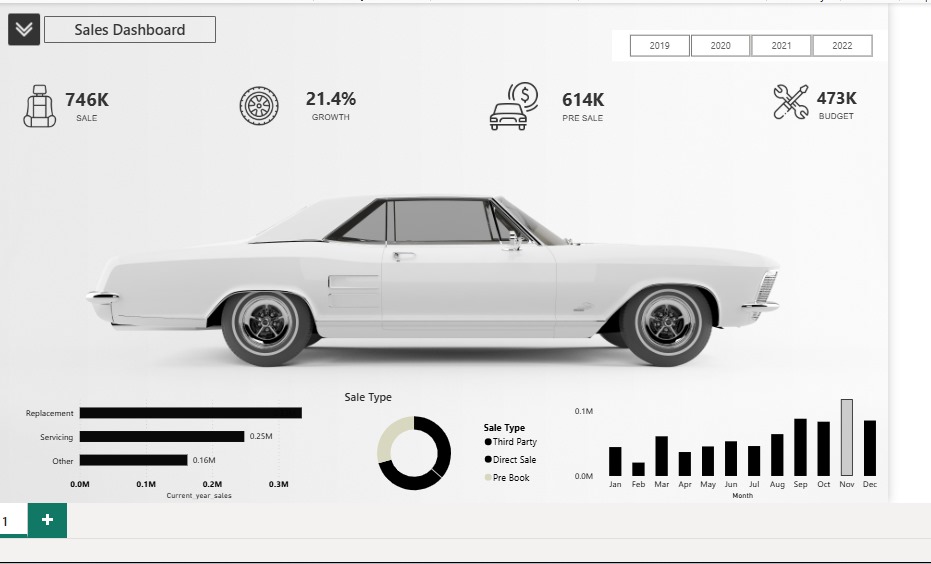 Sales Dashboard
2019 2020 2021 2022
746K
SALE
21.4%
GROWTH
614K
PRE SALE
473K
BUDGET
Replacement
Servicing 0.25M
Other 0.16M
0.0M 0.1M 0.2M 0.3M
Current_year_sales
Sale Type
Sale Type
Third Party
Direct Sale
Pre Book
0.1M
0.0M
Jan Feb Mar Apr May Jun Jul Aug Sep Oct Nov Dec
Month
1 +